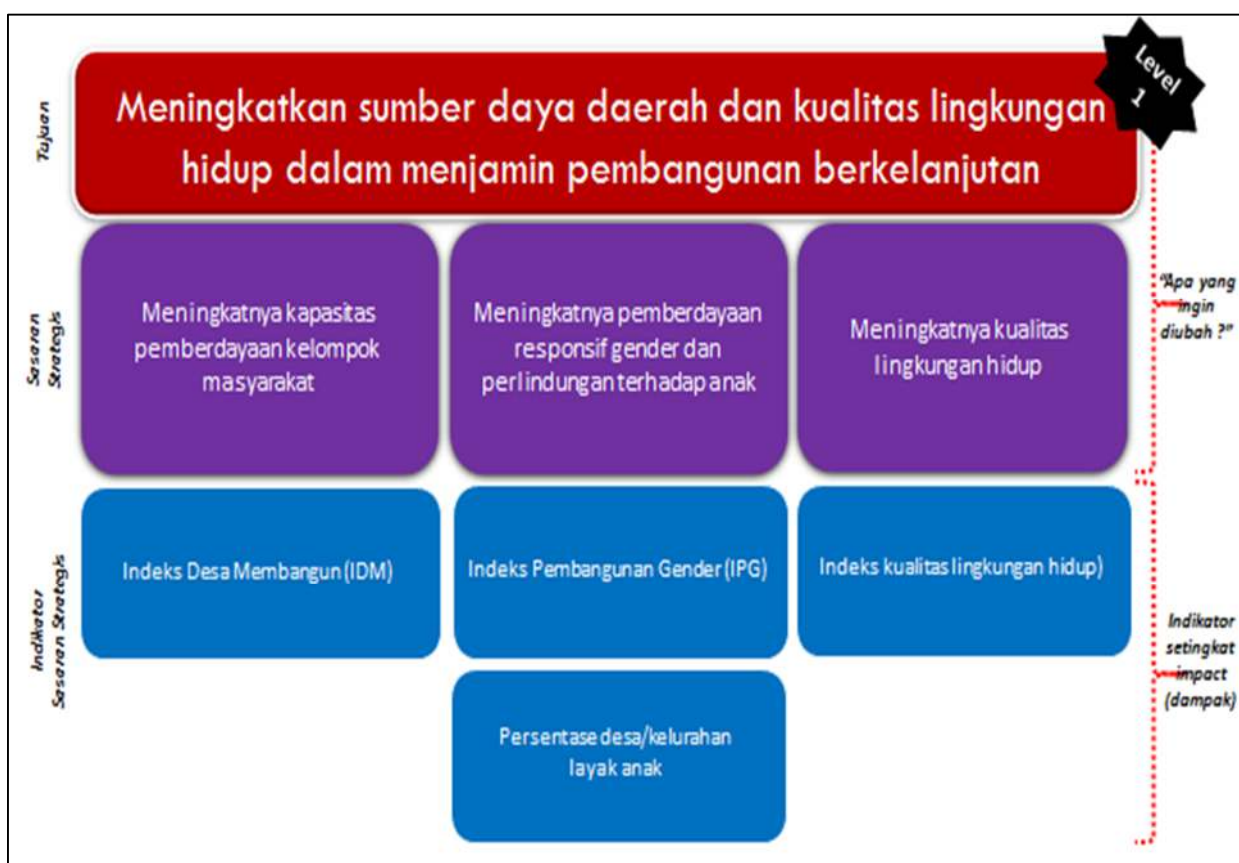 Level
1
Tujuan
Meningkatkan sumber daya daerah dan kualitas lingkungan
hidup dalam menjamin pembangunan berkelanjutan
Sasaran
Strategis
Meningkatnya kapasitas
pemberdayaan kelompok
masyarakat
Meningkatnya pemberdayaan
responsif gender dan
perlindungan terhadap anak
Meningkatnya kualitas
lingkungan hidup
"Apa yang
ingin
diubah ?"
Indikator
Sasaran Strategis
Indeks Desa Membangun (IDM)
Indeks Pembangunan Gender (IPG)
Indeks kualitas lingkungan hidup)
Persentase desa/kelurahan
layak anak
Indikator
setingkat
impact
(dampak)